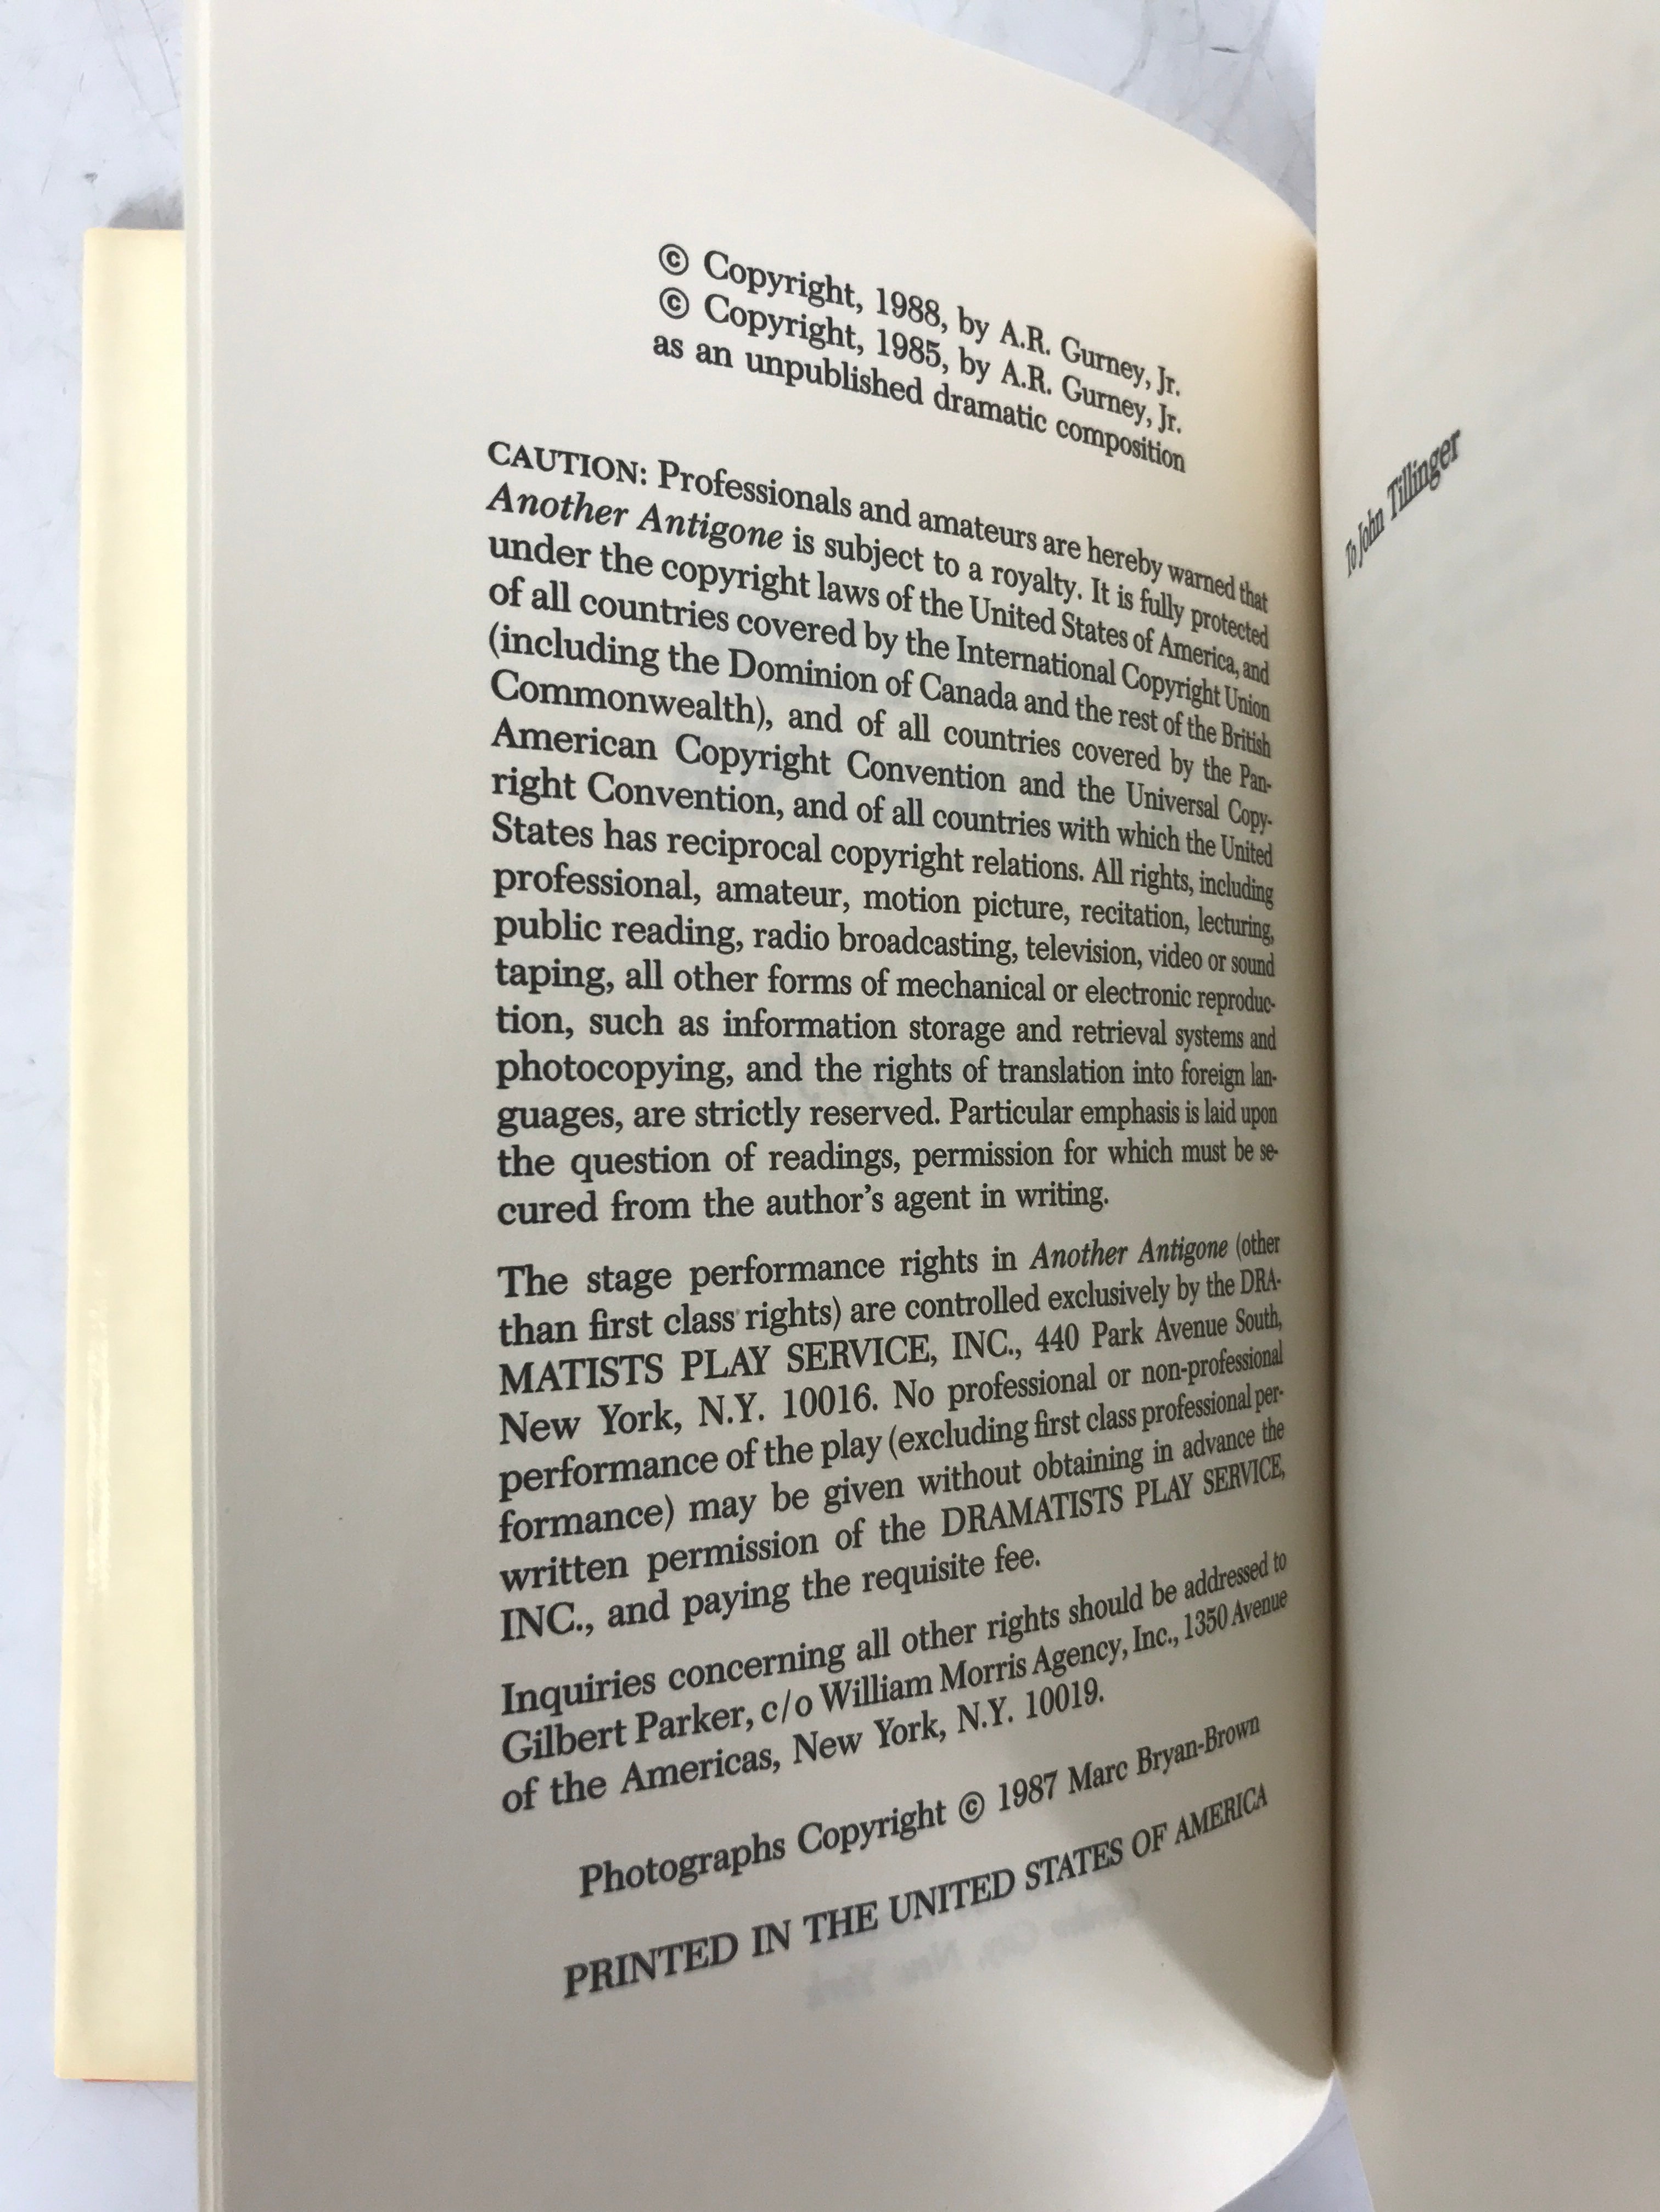 © Copyright, 1988, by A.R. Gurney, Jr.
© Copyright, 1985, by A.R. Gurney, Jr.
as an unpublished dramatic composition
CAUTION: Professionals and amateurs are hereby warned that
Another Antigone is subject to a royalty. It is fully protected
under the copyright laws of the United States of America, and
of all countries covered by the International Copyright Union
(including the Dominion of Canada and the rest of the British
Commonwealth), and of all countries covered by the Pan-
American Copyright Convention and the Universal Copy-
right Convention, and of all countries with which the United
States has reciprocal copyright relations. All rights, including
professional, amateur, motion picture, recitation, lecturing,
public reading, radio broadcasting, television, video or sound
taping, all other forms of mechanical or electronic reproduc-
tion, such as information storage and retrieval systems and
photocopying, and the rights of translation into foreign lan-
guages, are strictly reserved. Particular emphasis is laid upon
the question of readings, permission for which must be se-
cured from the author's agent in writing.
The stage performance rights in Another Antigone (other
than first class rights) are controlled exclusively by the DRA-
MATISTS PLAY SERVICE, INC., 440 Park Avenue South,
New York, N.Y. 10016. No professional or non-professional
performance of the play (excluding first class professional per-
formance) may be given without obtaining in advance the
written permission of the DRAMATISTS PLAY SERVICE,
INC., and paying the requisite fee.
Inquiries concerning all other rights should be addressed to
Gilbert Parker, c/o William Morris Agency, Inc., 1350 Avenue
of the Americas, New York, N.Y. 10019.
Photographs Copyright © 1987 Marc Bryan-Brown
PRINTED IN THE UNITED STATES OF AMERICA
To John Tillinger